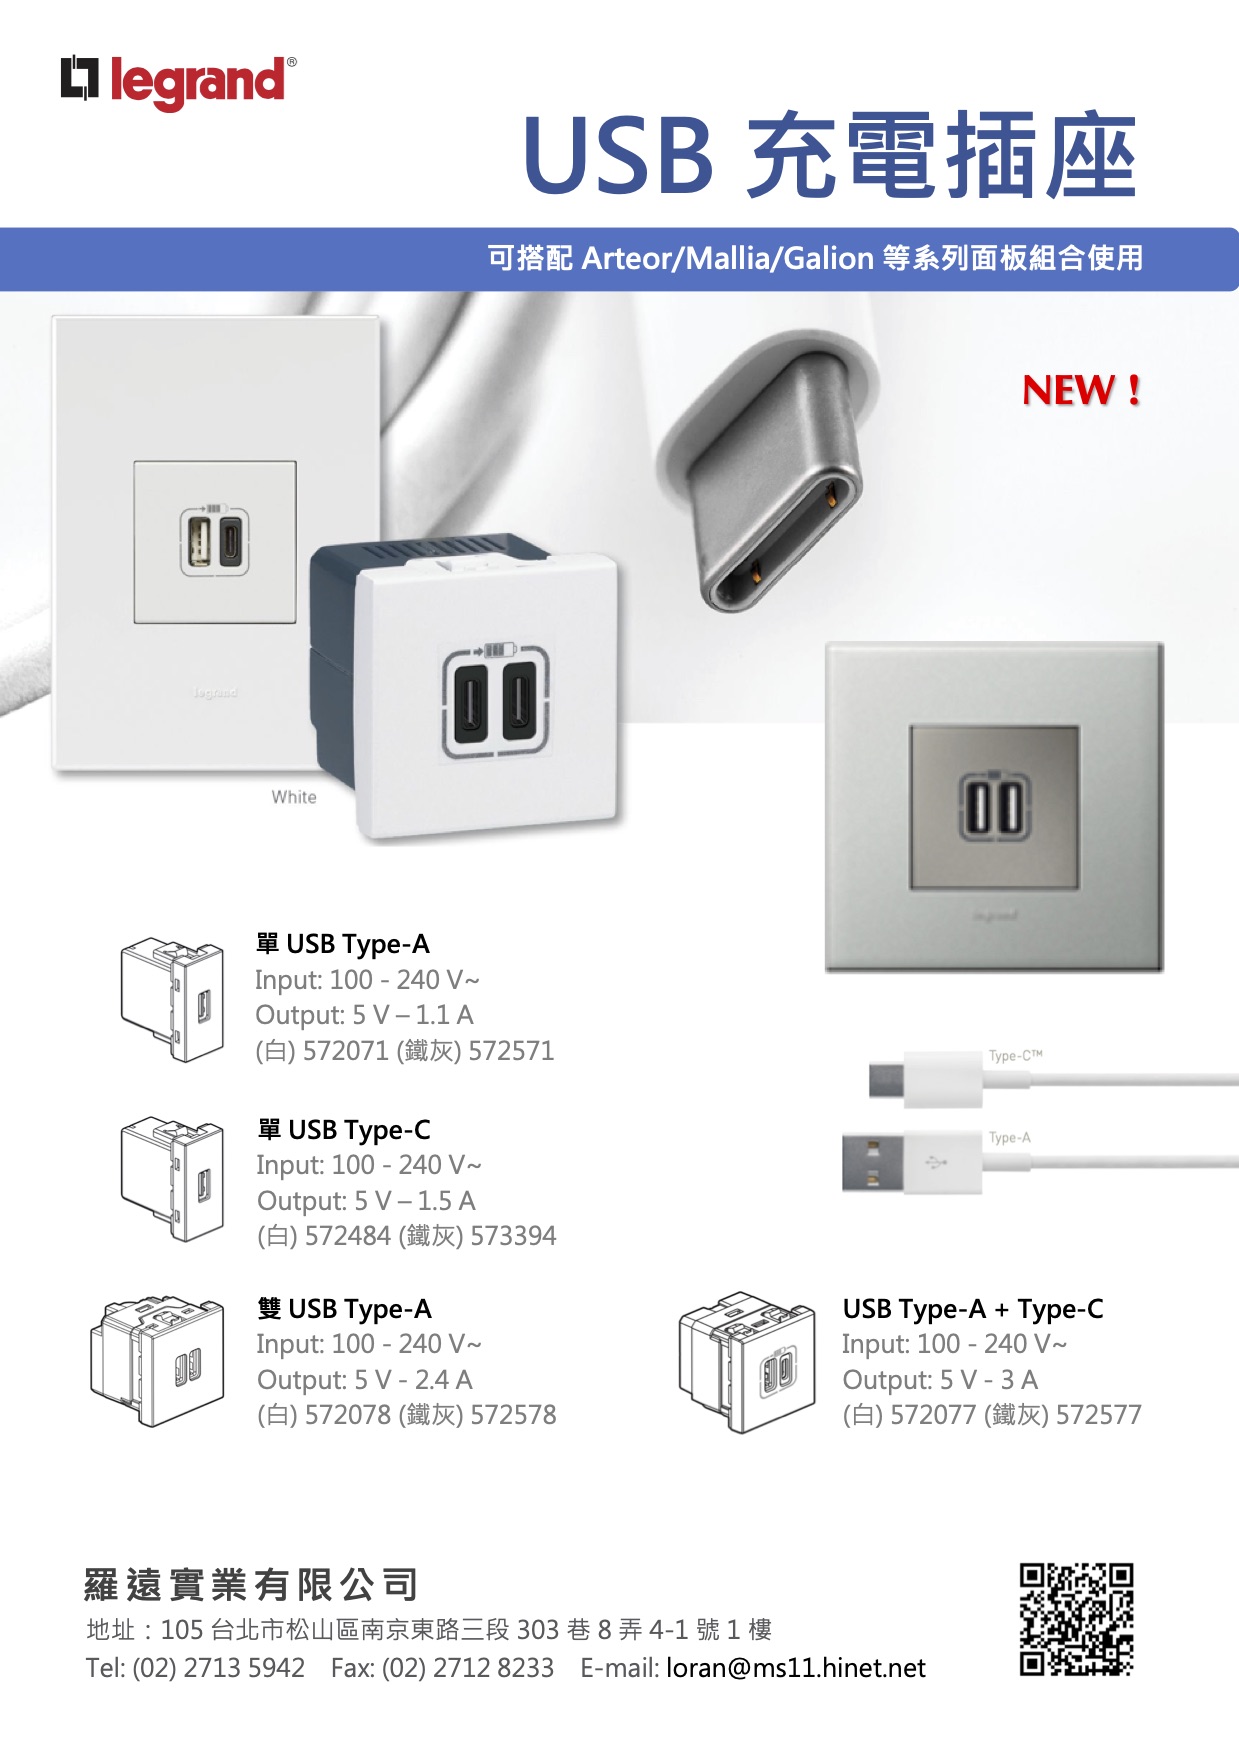 legrand®
USB 充電插座
可搭配 Arteor/Mallia/Galion 等系列面板組合使用
NEW !
legrand
White
legrand
單 USB Type-A
Input: 100 - 240 V~
Output: 5 V – 1.1 A
(白) 572071 (鐵灰) 572571
Type-C™
Type-A
單 USB Type-C
Input: 100 - 240 V~
Output: 5 V – 1.5 A
(白) 572484 (鐵灰) 573394
雙 USB Type-A
Input: 100 - 240 V~
Output: 5 V - 2.4 A
(白) 572078 (鐵灰) 572578
USB Type-A + Type-C
Input: 100 - 240 V~
Output: 5 V - 3 A
(白) 572077 (鐵灰) 572577
羅遠實業有限公司
地址：105 台北市松山區南京東路三段 303 巷 8 弄 4-1 號 1 樓
Tel: (02) 2713 5942 Fax: (02) 2712 8233 E-mail: loran@ms11.hinet.net